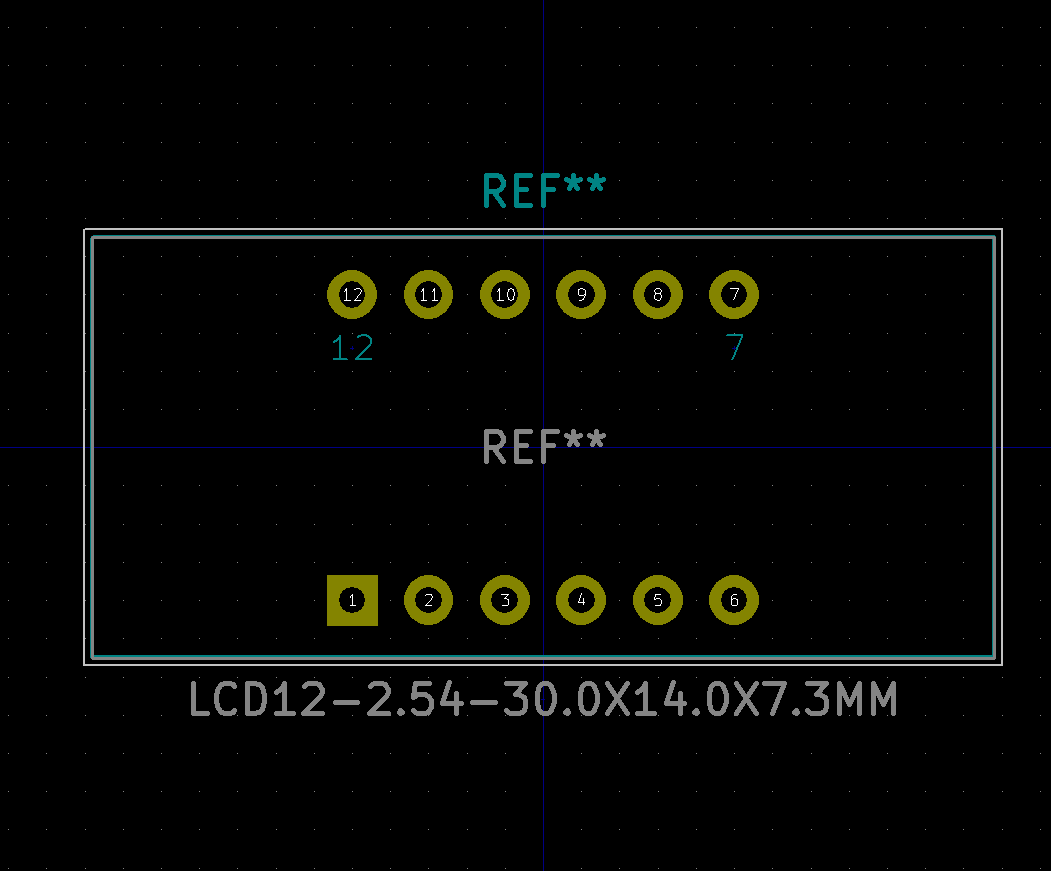 REF**
12 11 10 9 8 7
12 7
REF**
1 2 3 4 5 6
LCD12-2.54-30.0X14.0X7.3MM